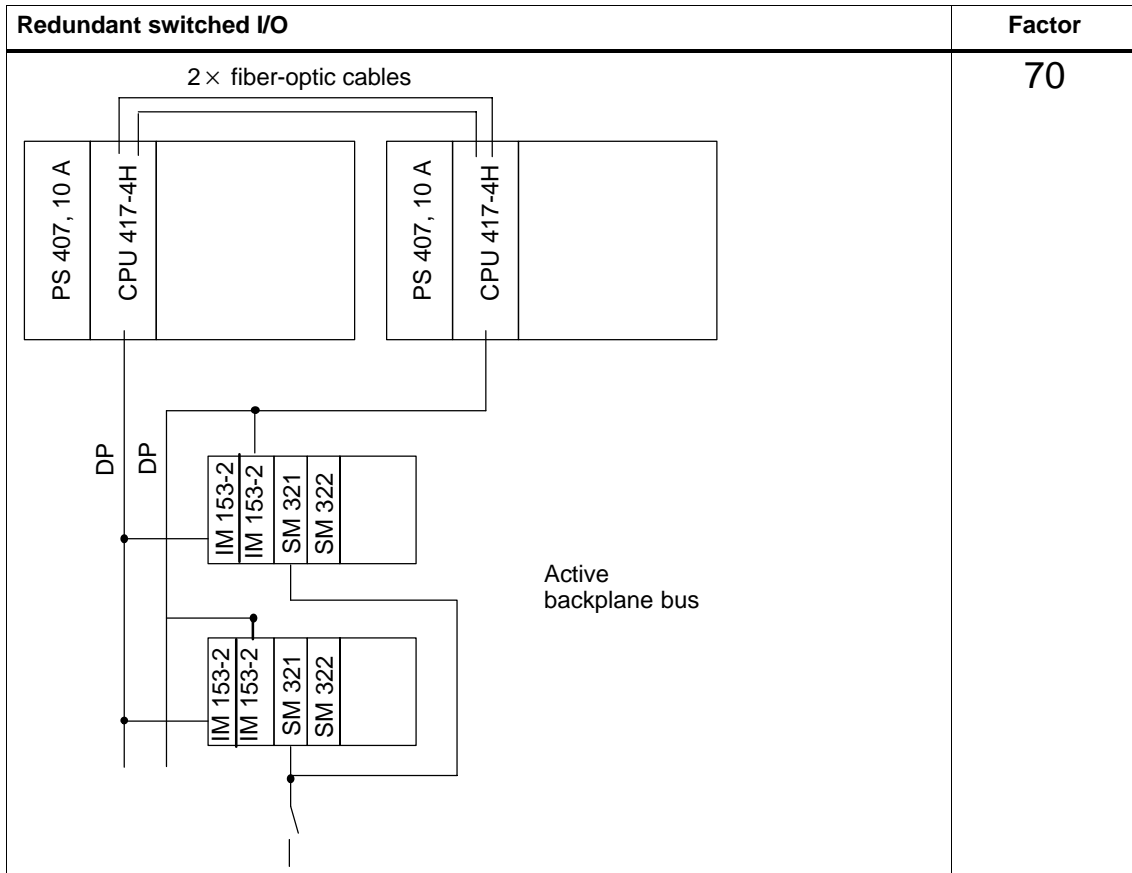 Redundant switched I/O
Factor
2 × fiber-optic cables
70
PS 407, 10 A
CPU 417-4H
PS 407, 10 A
CPU 417-4H
DP
DP
IM 153-2
IM 153-2
SM 321
SM 322
Active
backplane bus
IM 153-2
IM 153-2
SM 321
SM 322